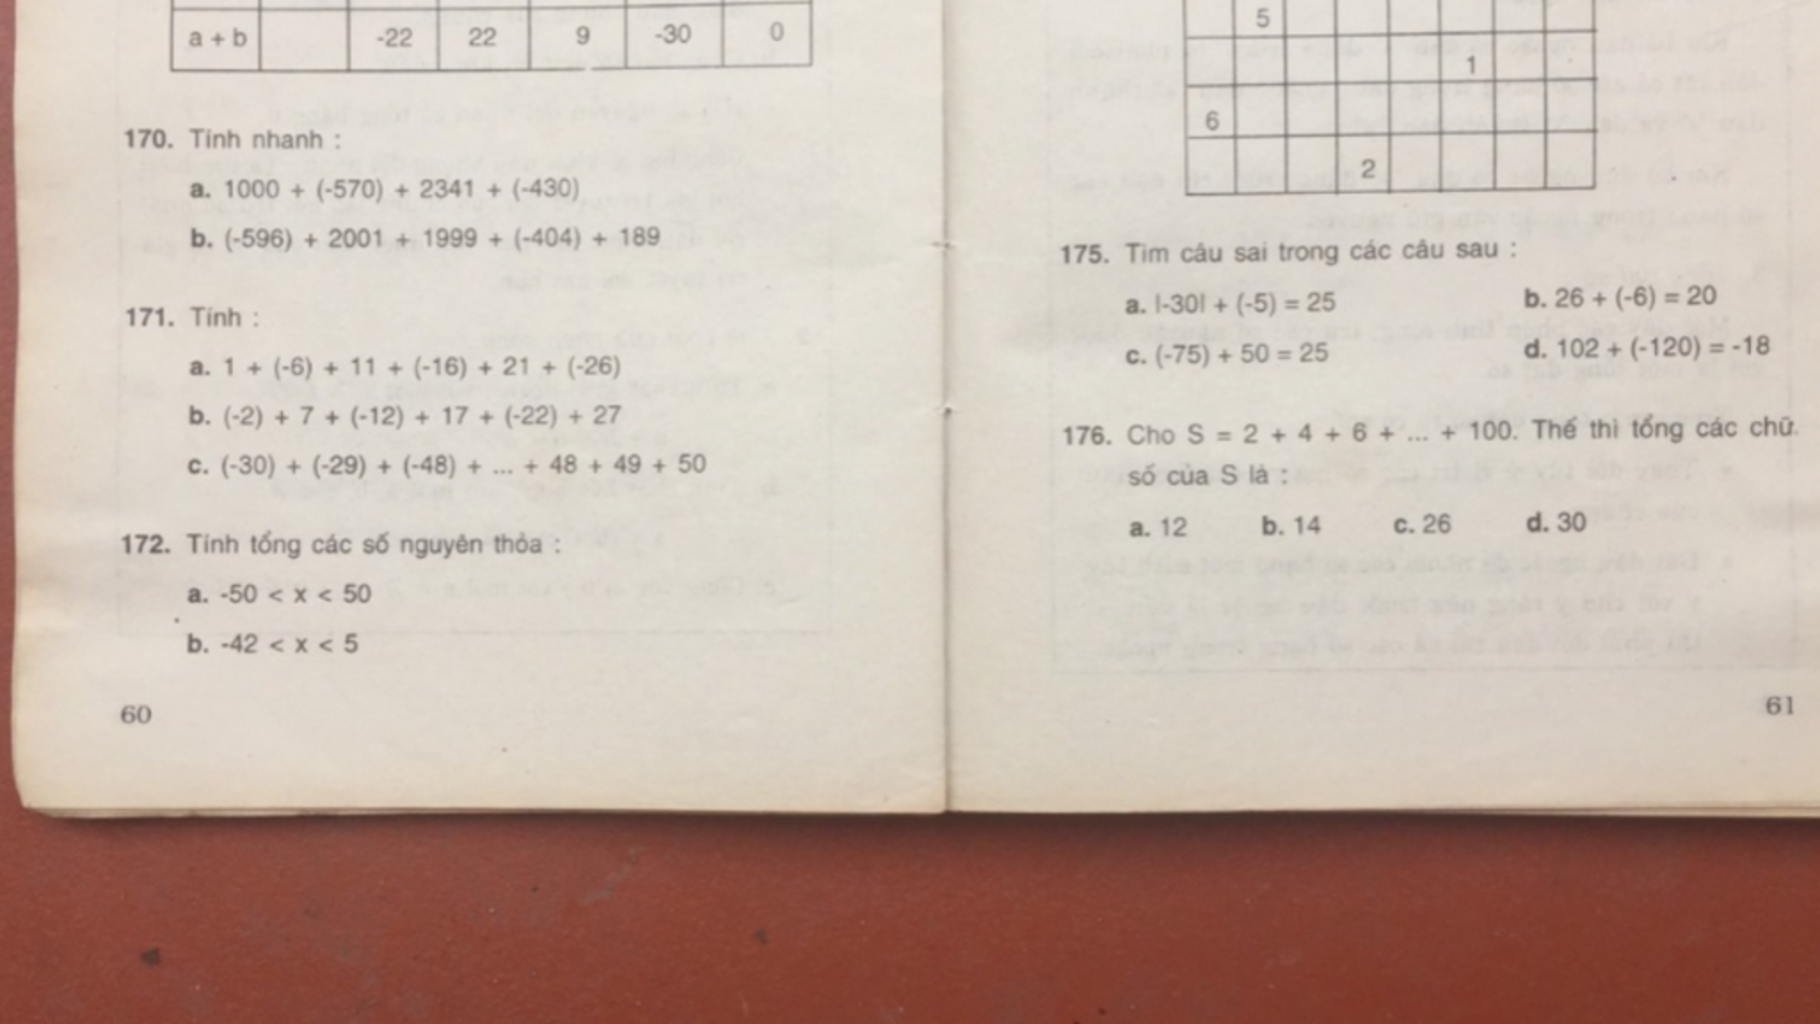 a + b -22 22 9 -30 0
170. Tính nhanh :
a. 1000 + (-570) + 2341 + (-430)
b. (-596) + 2001 + 1999 + (-404) + 189
171. Tính :
a. 1 + (-6) + 11 + (-16) + 21 + (-26)
b. (-2) + 7 + (-12) + 17 + (-22) + 27
c. (-30) + (-29) + (-48) + ... + 48 + 49 + 50
172. Tính tổng các số nguyên thỏa :
a. -50 < x < 50
b. -42 < x < 5
60
5
1
6
2
175. Tìm câu sai trong các câu sau :
a. |-30| + (-5) = 25 b. 26 + (-6) = 20
c. (-75) + 50 = 25 d. 102 + (-120) = -18
176. Cho S = 2 + 4 + 6 + ... + 100. Thế thì tổng các chữ
số của S là :
a. 12 b. 14 c. 26 d. 30
61